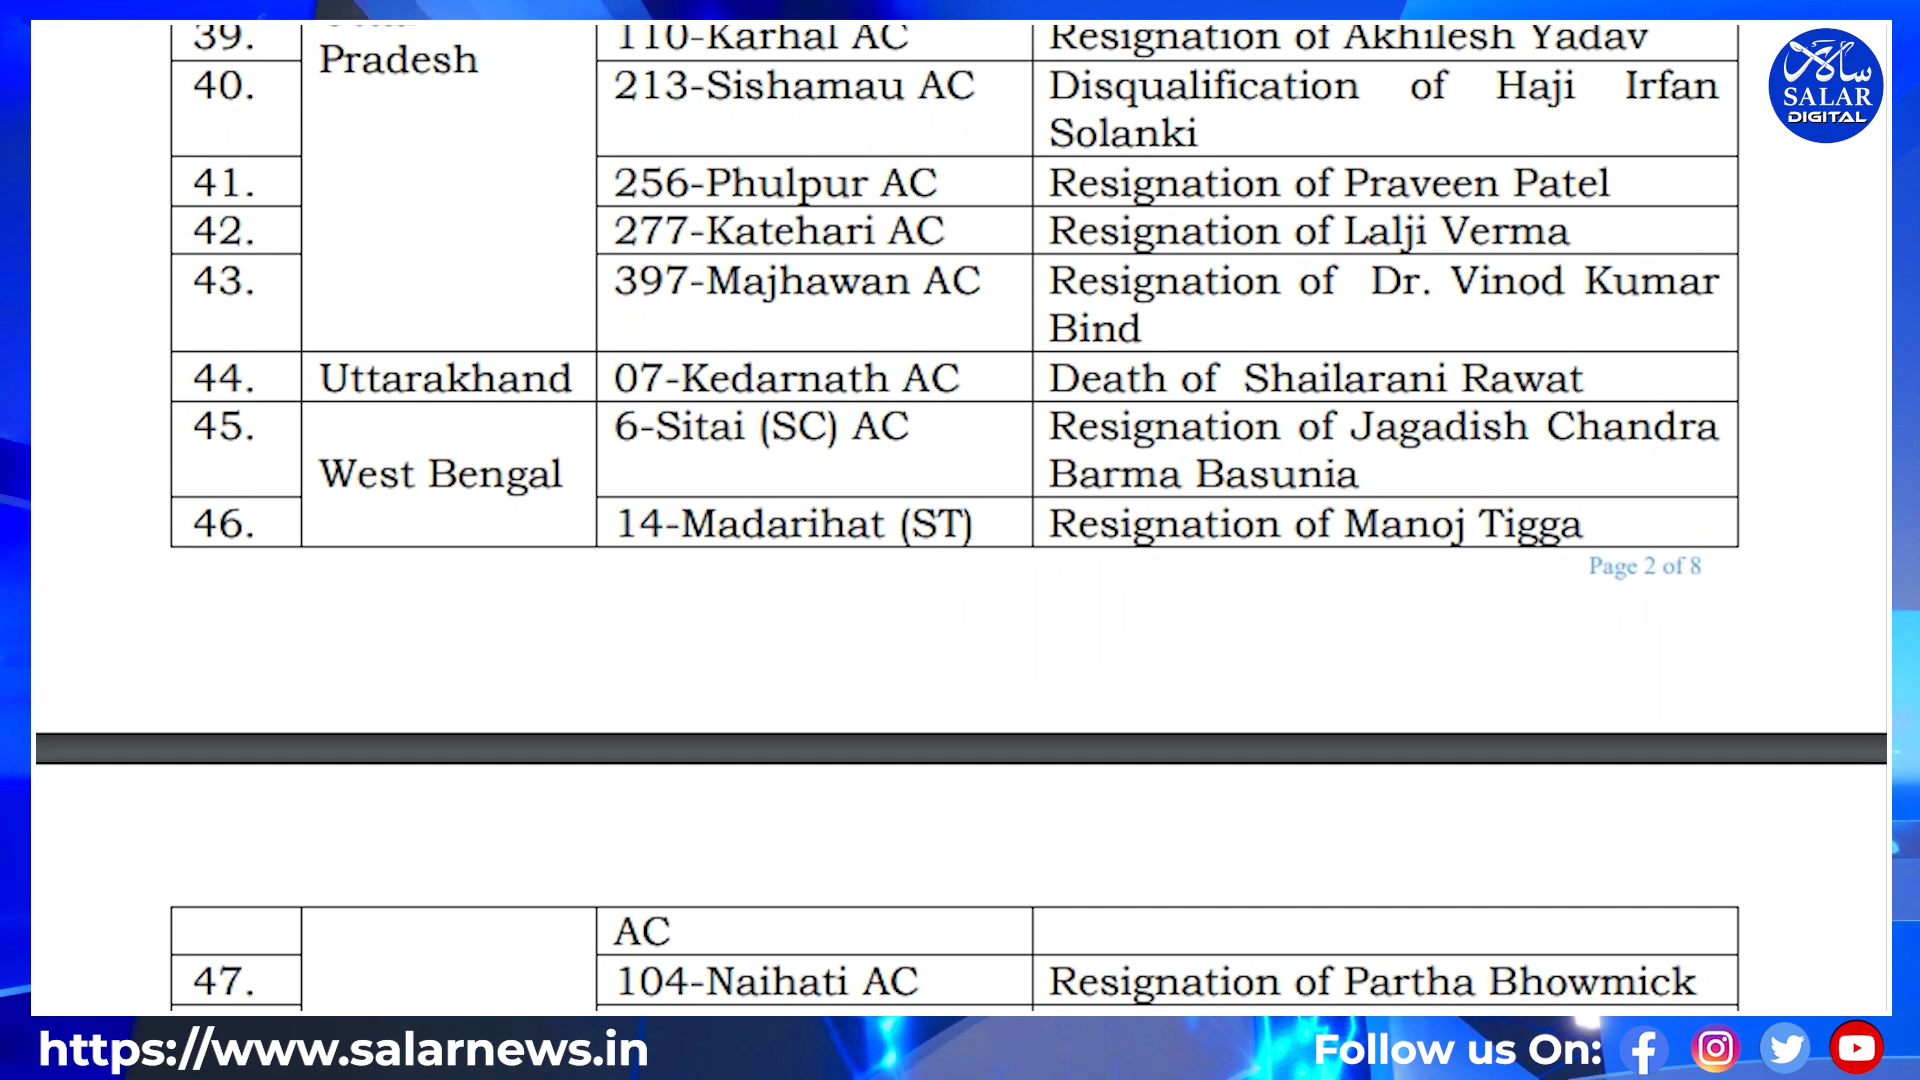 39.
110-Karhal AC
Resignation of Akhilesh Yadav
Pradesh
40.
213-Sishamau AC
Disqualification of Haji Irfan
Solanki
41.
256-Phulpur AC
Resignation of Praveen Patel
42.
277-Katehari AC
Resignation of Lalji Verma
43.
397-Majhawan AC
Resignation of Dr. Vinod Kumar
Bind
44.
Uttarakhand
07-Kedarnath AC
Death of Shailarani Rawat
45.
West Bengal
6-Sitai (SC) AC
Resignation of Jagadish Chandra
Barma Basunia
46.
14-Madarihat (ST)
Resignation of Manoj Tigga
Page 2 of 8
AC
47.
104-Naihati AC
Resignation of Partha Bhowmick
سالار
SALAR
DIGITAL
https://www.salarnews.in
Follow us On: